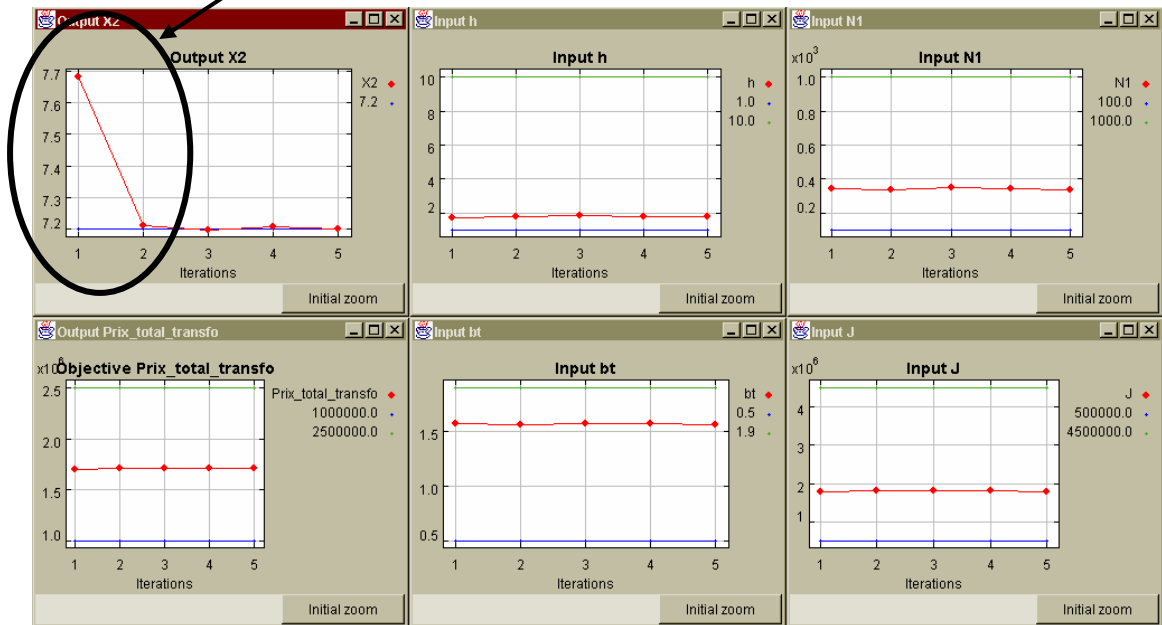 Output X2
Output X2
7.7
7.6
7.5
7.4
7.3
7.2
X2
7.2
1 2 3 4 5
Iterations
Initial zoom
Input h
Input h
10
8
6
4
2
h
1.0
10.0
1 2 3 4 5
Iterations
Initial zoom
Input N1
Input N1
x10^3
1.0
0.8
0.6
0.4
0.2
N1
100.0
1000.0
1 2 3 4 5
Iterations
Initial zoom
Output Prix_total_transfo
x10^6
Objective Prix_total_transfo
2.5
2.0
1.5
1.0
Prix_total_transfo
1000000.0
2500000.0
1 2 3 4 5
Iterations
Initial zoom
Input bt
Input bt
1.5
1.0
0.5
bt
0.5
1.9
1 2 3 4 5
Iterations
Initial zoom
Input J
Input J
x10^6
4
3
2
1
J
500000.0
4500000.0
1 2 3 4 5
Iterations
Initial zoom